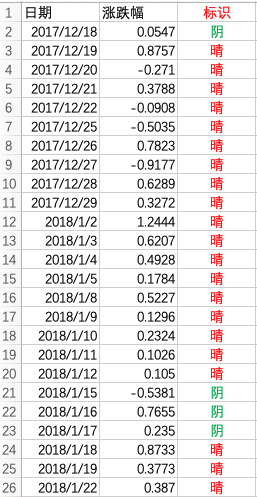 1 日期 涨跌幅 标识
2 2017/12/18 0.0547 阴
3 2017/12/19 0.8757 晴
4 2017/12/20 -0.271 晴
5 2017/12/21 0.3788 晴
6 2017/12/22 -0.0908 晴
7 2017/12/25 -0.5035 晴
8 2017/12/26 0.7823 晴
9 2017/12/27 -0.9177 晴
10 2017/12/28 0.6289 晴
11 2017/12/29 0.3272 晴
12 2018/1/2 1.2444 晴
13 2018/1/3 0.6207 晴
14 2018/1/4 0.4928 晴
15 2018/1/5 0.1784 晴
16 2018/1/8 0.5227 晴
17 2018/1/9 0.1296 晴
18 2018/1/10 0.2324 晴
19 2018/1/11 0.1026 晴
20 2018/1/12 0.105 晴
21 2018/1/15 -0.5381 阴
22 2018/1/16 0.7655 阴
23 2018/1/17 0.235 阴
24 2018/1/18 0.8733 晴
25 2018/1/19 0.3773 晴
26 2018/1/22 0.387 晴